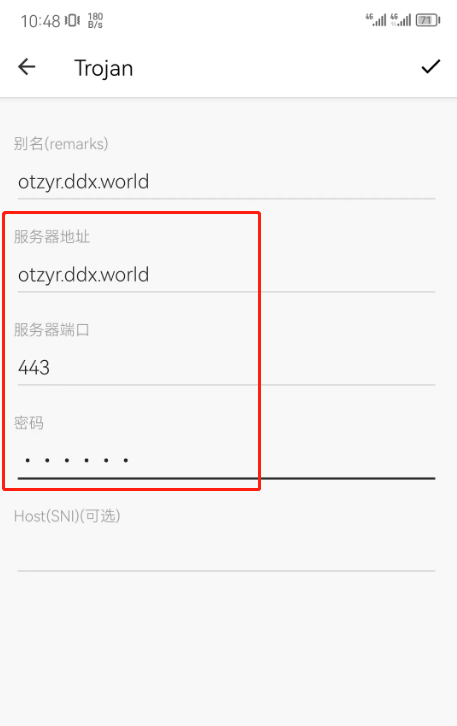 10:48 180 B/s 4G 4G 71
Trojan
别名(remarks)
otzyr.ddx.world
服务器地址
otzyr.ddx.world
服务器端口
443
密码
••••••
Host(SNI)(可选)